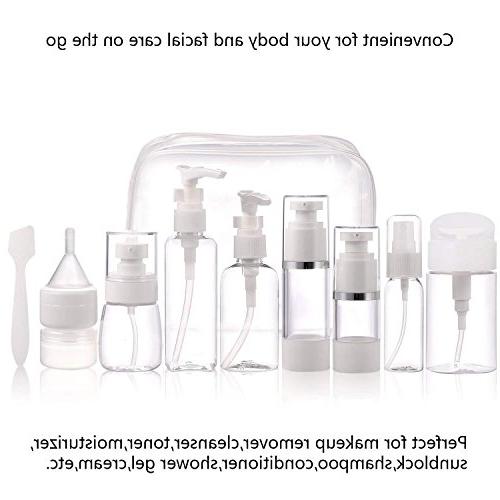 Convenient for your body and facial care on the go
Perfect for makeup remover,cleanser,toner,moisturizer,
sunblock,shampoo,conditioner,shower gel,cream,etc.